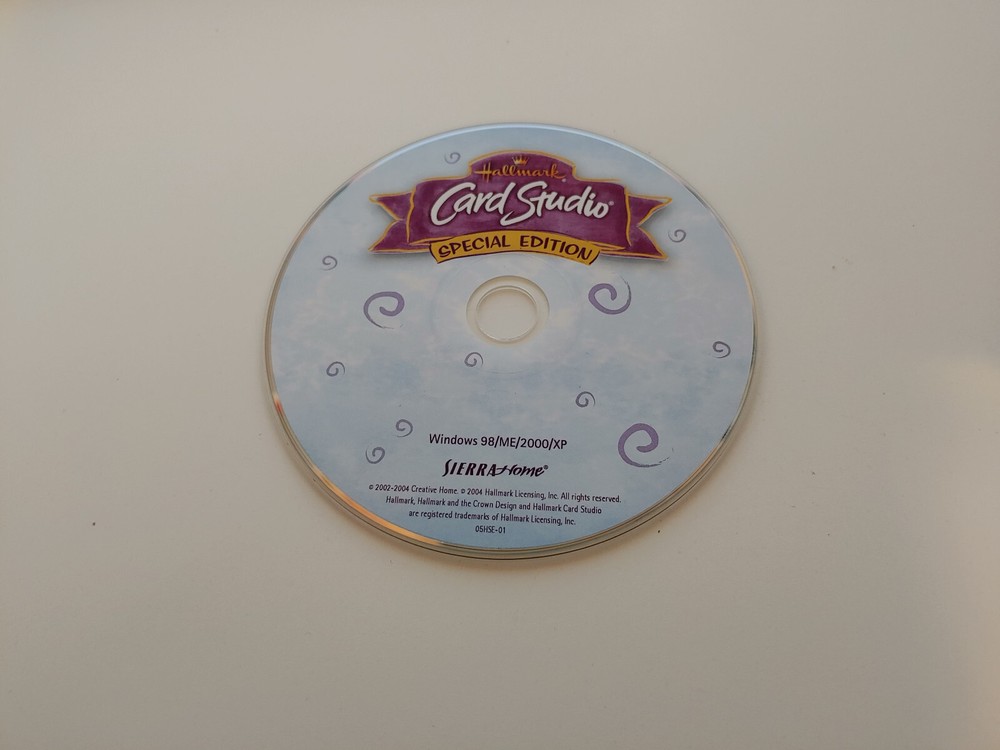 Hallmark
Card Studio®
SPECIAL EDITION
Windows 98/ME/2000/XP
SIERRA Home®
© 2002-2004 Creative Home. © 2004 Hallmark Licensing, Inc. All rights reserved.
Hallmark, Hallmark and the Crown Design and Hallmark Card Studio
are registered trademarks of Hallmark Licensing, Inc.
05HSE-01